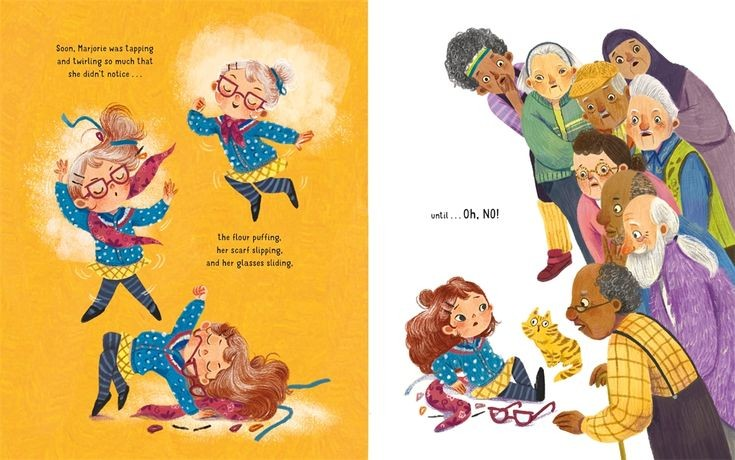 Soon, Marjorie was tapping
and twirling so much that
she didn't notice . . .
the flour puffing,
her scarf slipping,
and her glasses sliding,
until . . . Oh, NO!